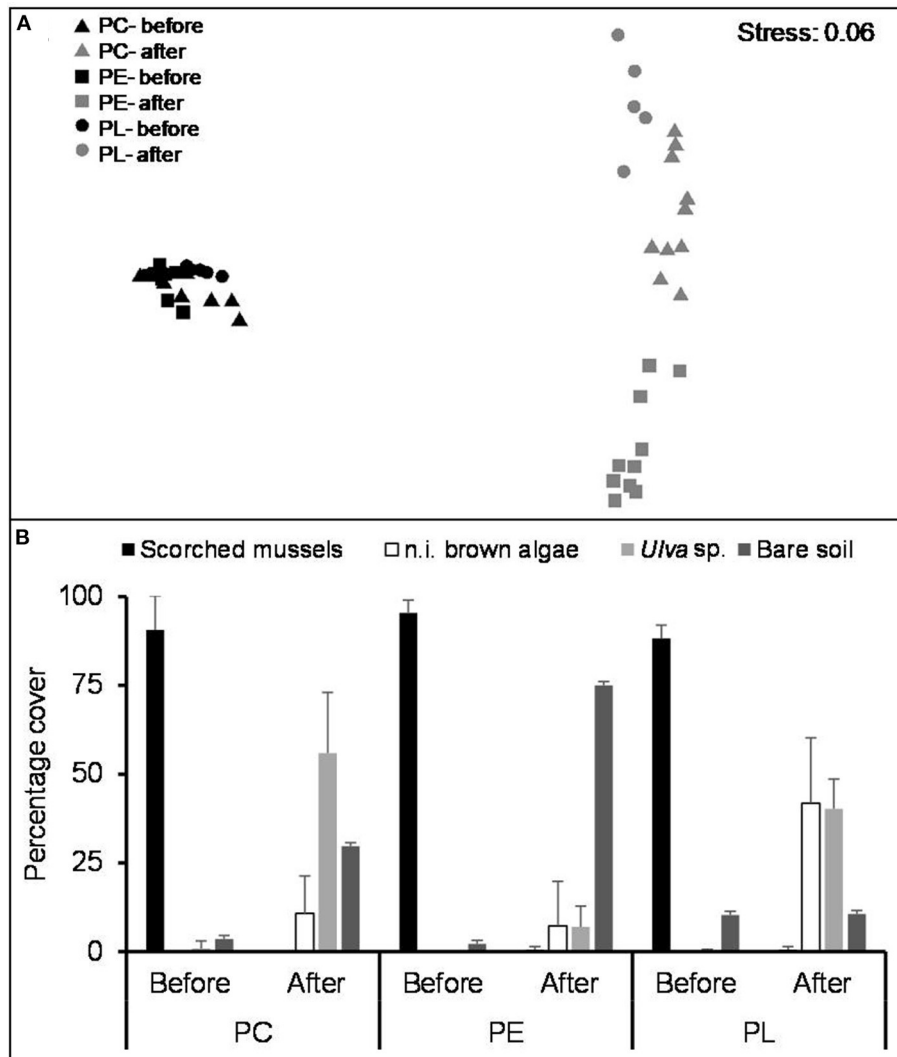 A
PC- before
PC- after
PE- before
PE- after
PL- before
PL- after
Stress: 0.06
B
Scorched mussels n.i. brown algae Ulva sp. Bare soil
Percentage cover
100
75
50
25
0
Before After Before After Before After
PC PE PL